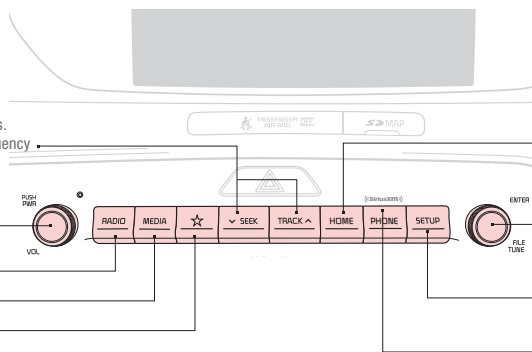 PASSENGER AIR BAG OFF
SD MAP
s.
uency
PUSH
PWR
VOL
RADIO
MEDIA
SEEK
TRACK
HOME
((SiriusXM))
PHONE
SETUP
ENTER
FILE
TUNE